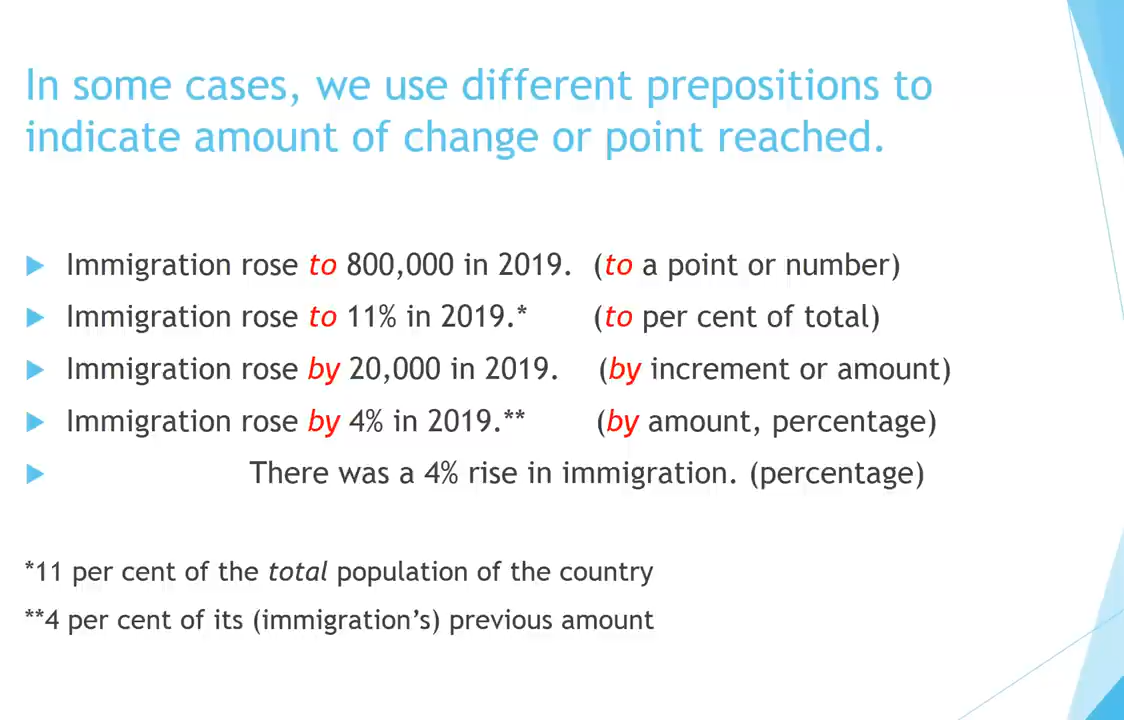 In some cases, we use different prepositions to
indicate amount of change or point reached.
Immigration rose to 800,000 in 2019. (to a point or number)
Immigration rose to 11% in 2019.* (to per cent of total)
Immigration rose by 20,000 in 2019. (by increment or amount)
Immigration rose by 4% in 2019.** (by amount, percentage)
There was a 4% rise in immigration. (percentage)
*11 per cent of the total population of the country
**4 per cent of its (immigration’s) previous amount